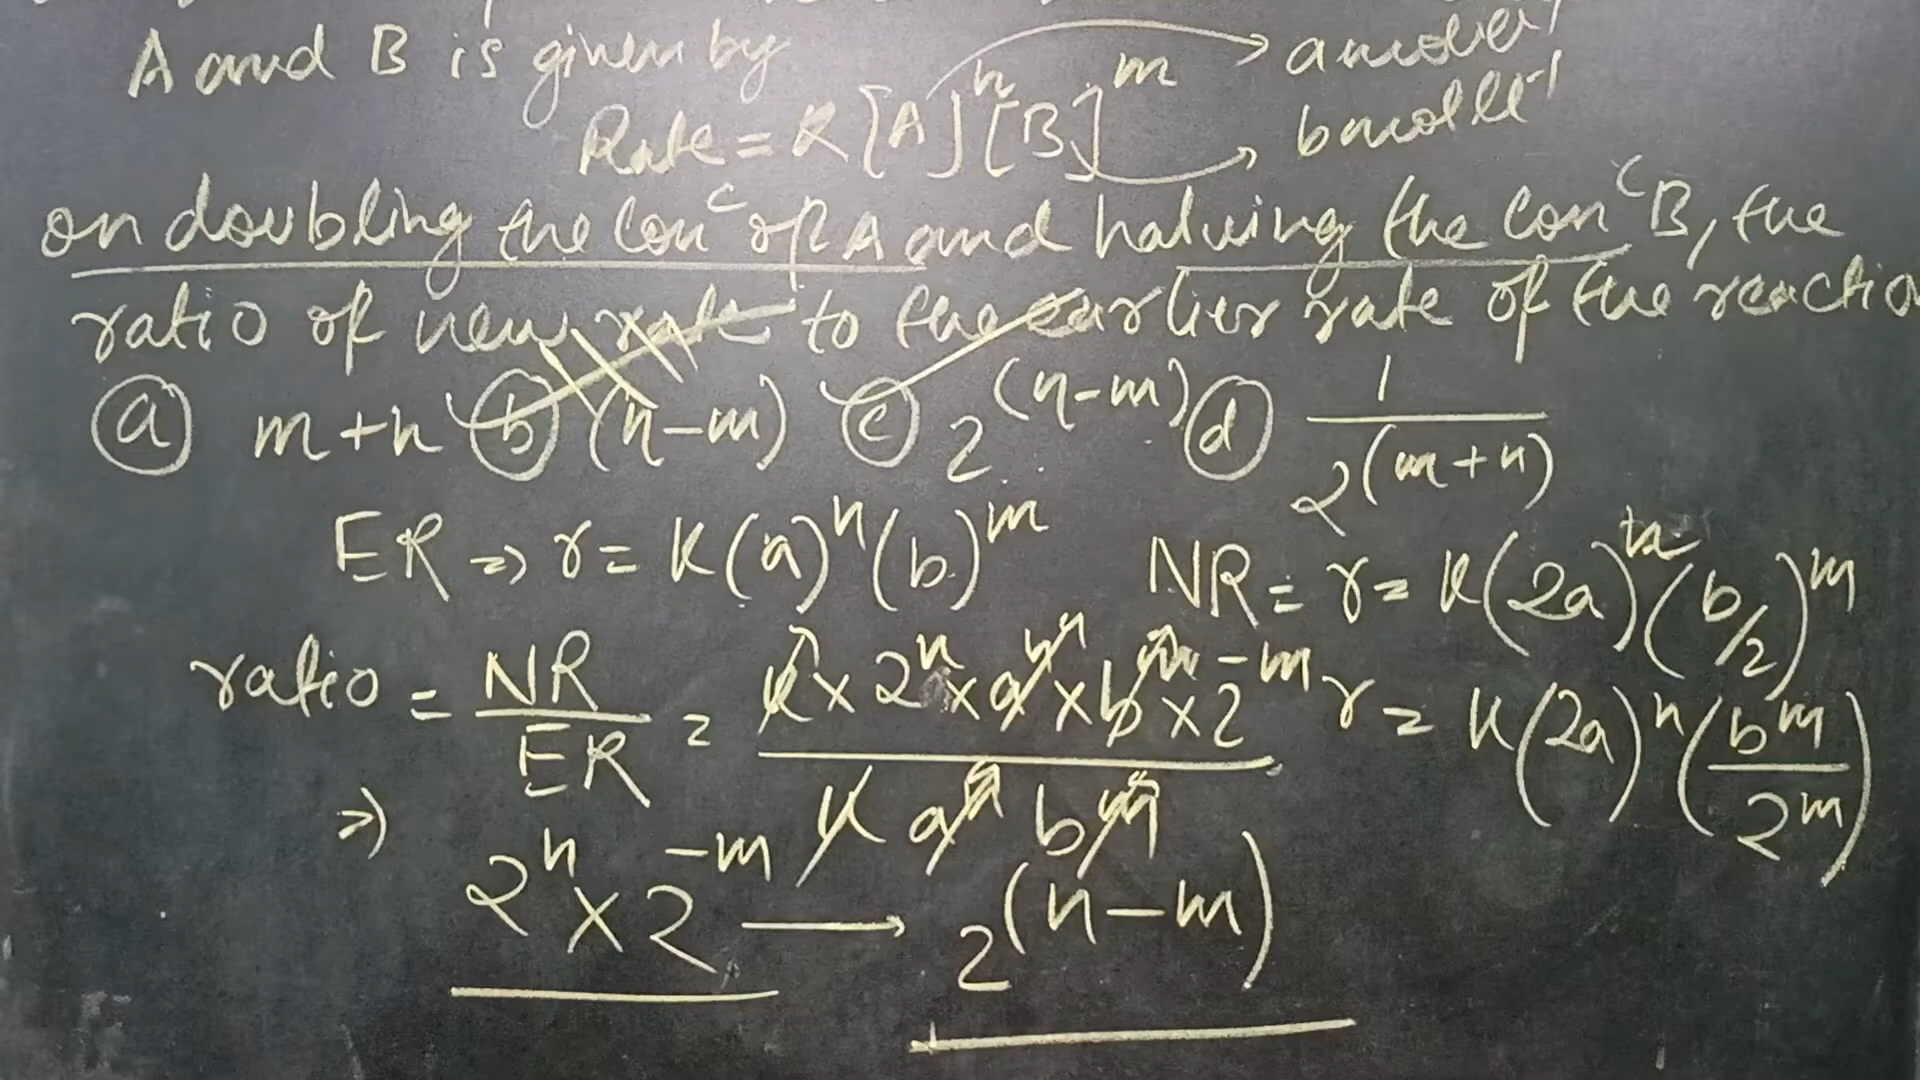 A and B is given by
Rate = K [A]^n [B]^m → a mol l^-1
→ b mol l^-1
on doubling the Con^c of A and halving the Con^c B, the
ratio of new rate to the earlier rate of the reaction
(a) m+n (b) (n-m) (c) 2^(n-m) (d) 1/2^(m+n)
ER => r = K(a)^n (b)^m
NR = r = K(2a)^n (b/2)^m
r = K(2a)^n (b^m/2^m)
ratio = NR/ER = K × 2^n × a^n × b^m × 2^-m / K a^n b^m
=> 2^n × 2^-m → 2^(n-m)